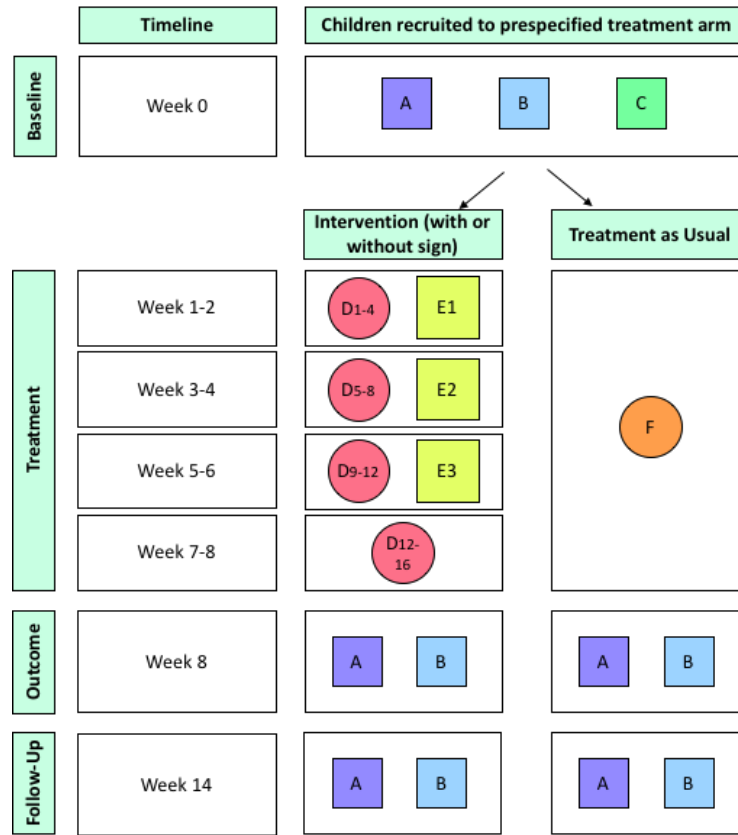 Timeline
Children recruited to prespecified treatment arm
Baseline
Week 0
A
B
C
Intervention (with or
without sign)
Treatment as Usual
Treatment
Week 1-2
D1-4
E1
F
Week 3-4
D5-8
E2
Week 5-6
D9-12
E3
Week 7-8
D12-
16
Outcome
Week 8
A
B
A
B
Follow-Up
Week 14
A
B
A
B